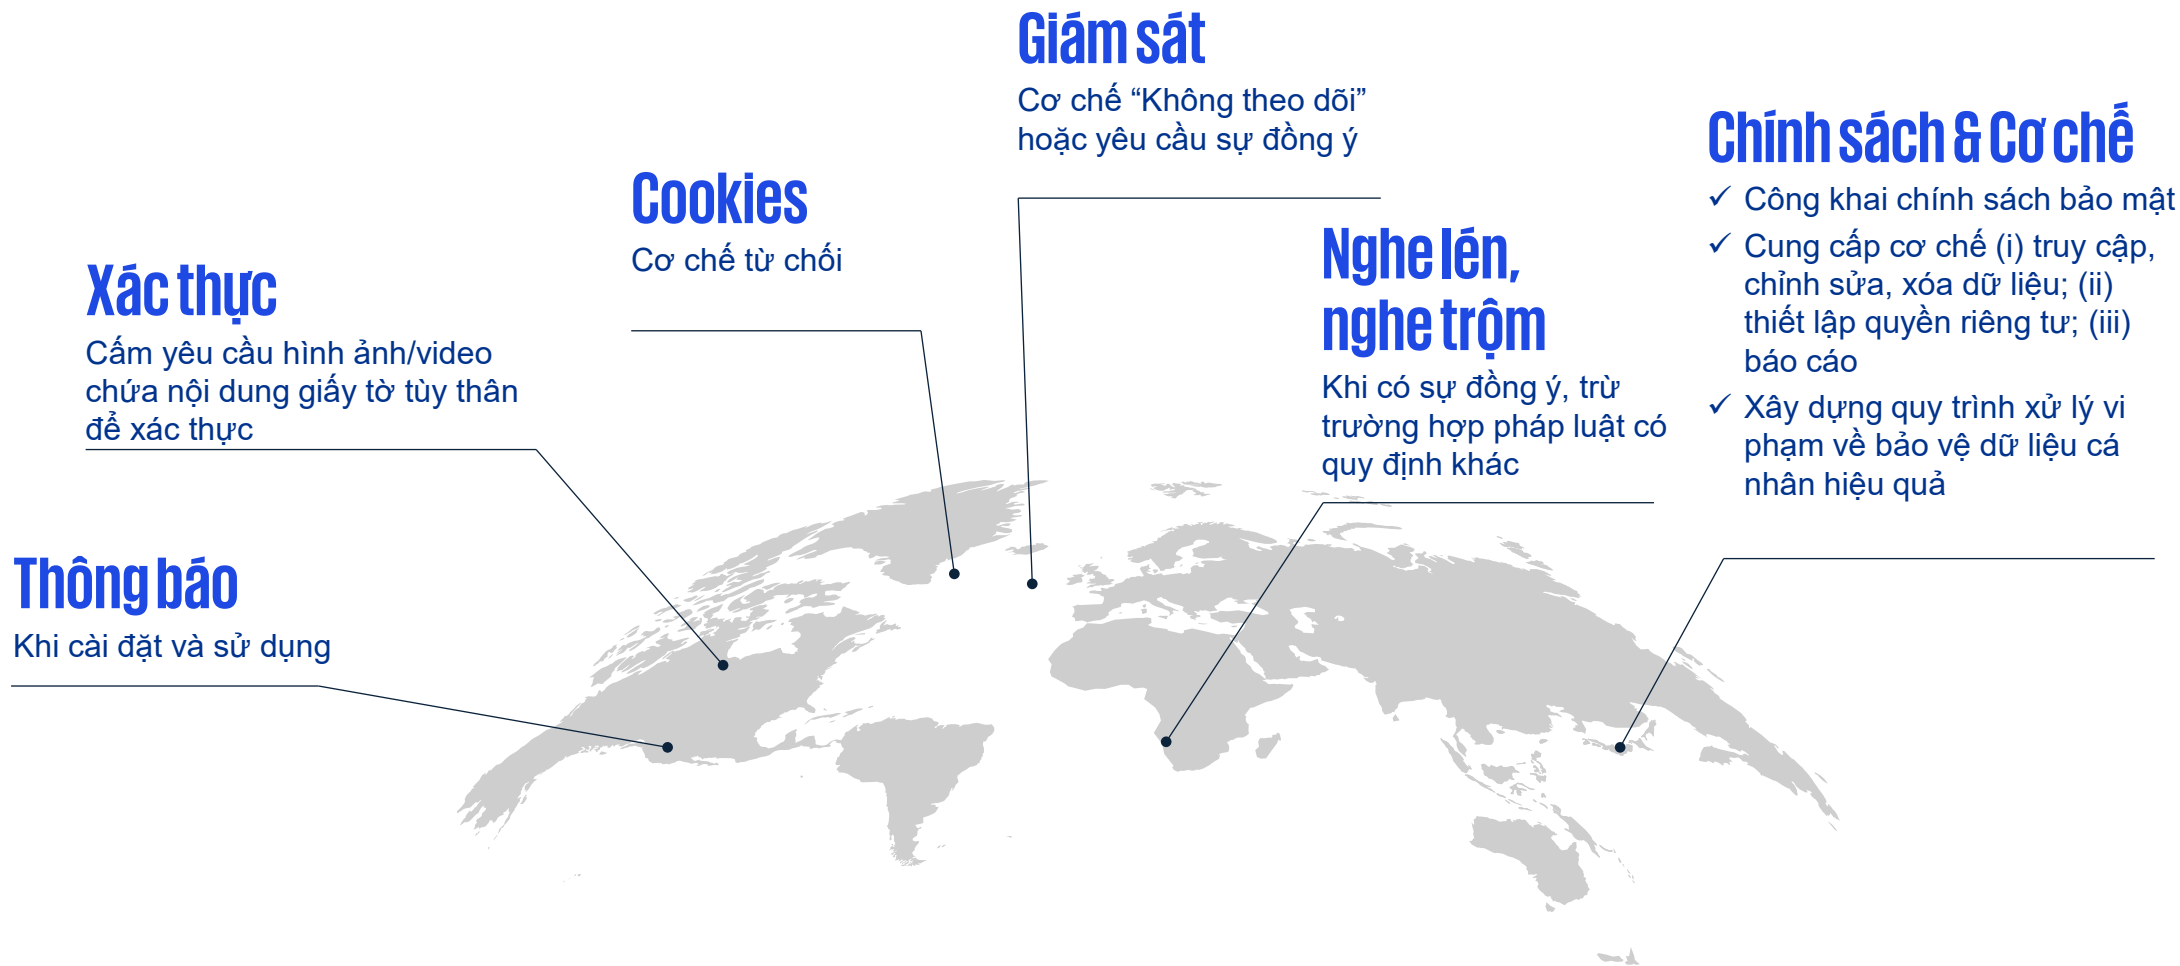 Giám sát
Cơ chế “Không theo dõi”
hoặc yêu cầu sự đồng ý
Chính sách & Cơ chế
✓ Công khai chính sách bảo mật
✓ Cung cấp cơ chế (i) truy cập,
chỉnh sửa, xóa dữ liệu; (ii)
thiết lập quyền riêng tư; (iii)
báo cáo
✓ Xây dựng quy trình xử lý vi
phạm về bảo vệ dữ liệu cá
nhân hiệu quả
Cookies
Cơ chế từ chối
Nghe lén,
nghe trộm
Khi có sự đồng ý, trừ
trường hợp pháp luật có
quy định khác
Xác thực
Cấm yêu cầu hình ảnh/video
chứa nội dung giấy tờ tùy thân
để xác thực
Thông báo
Khi cài đặt và sử dụng